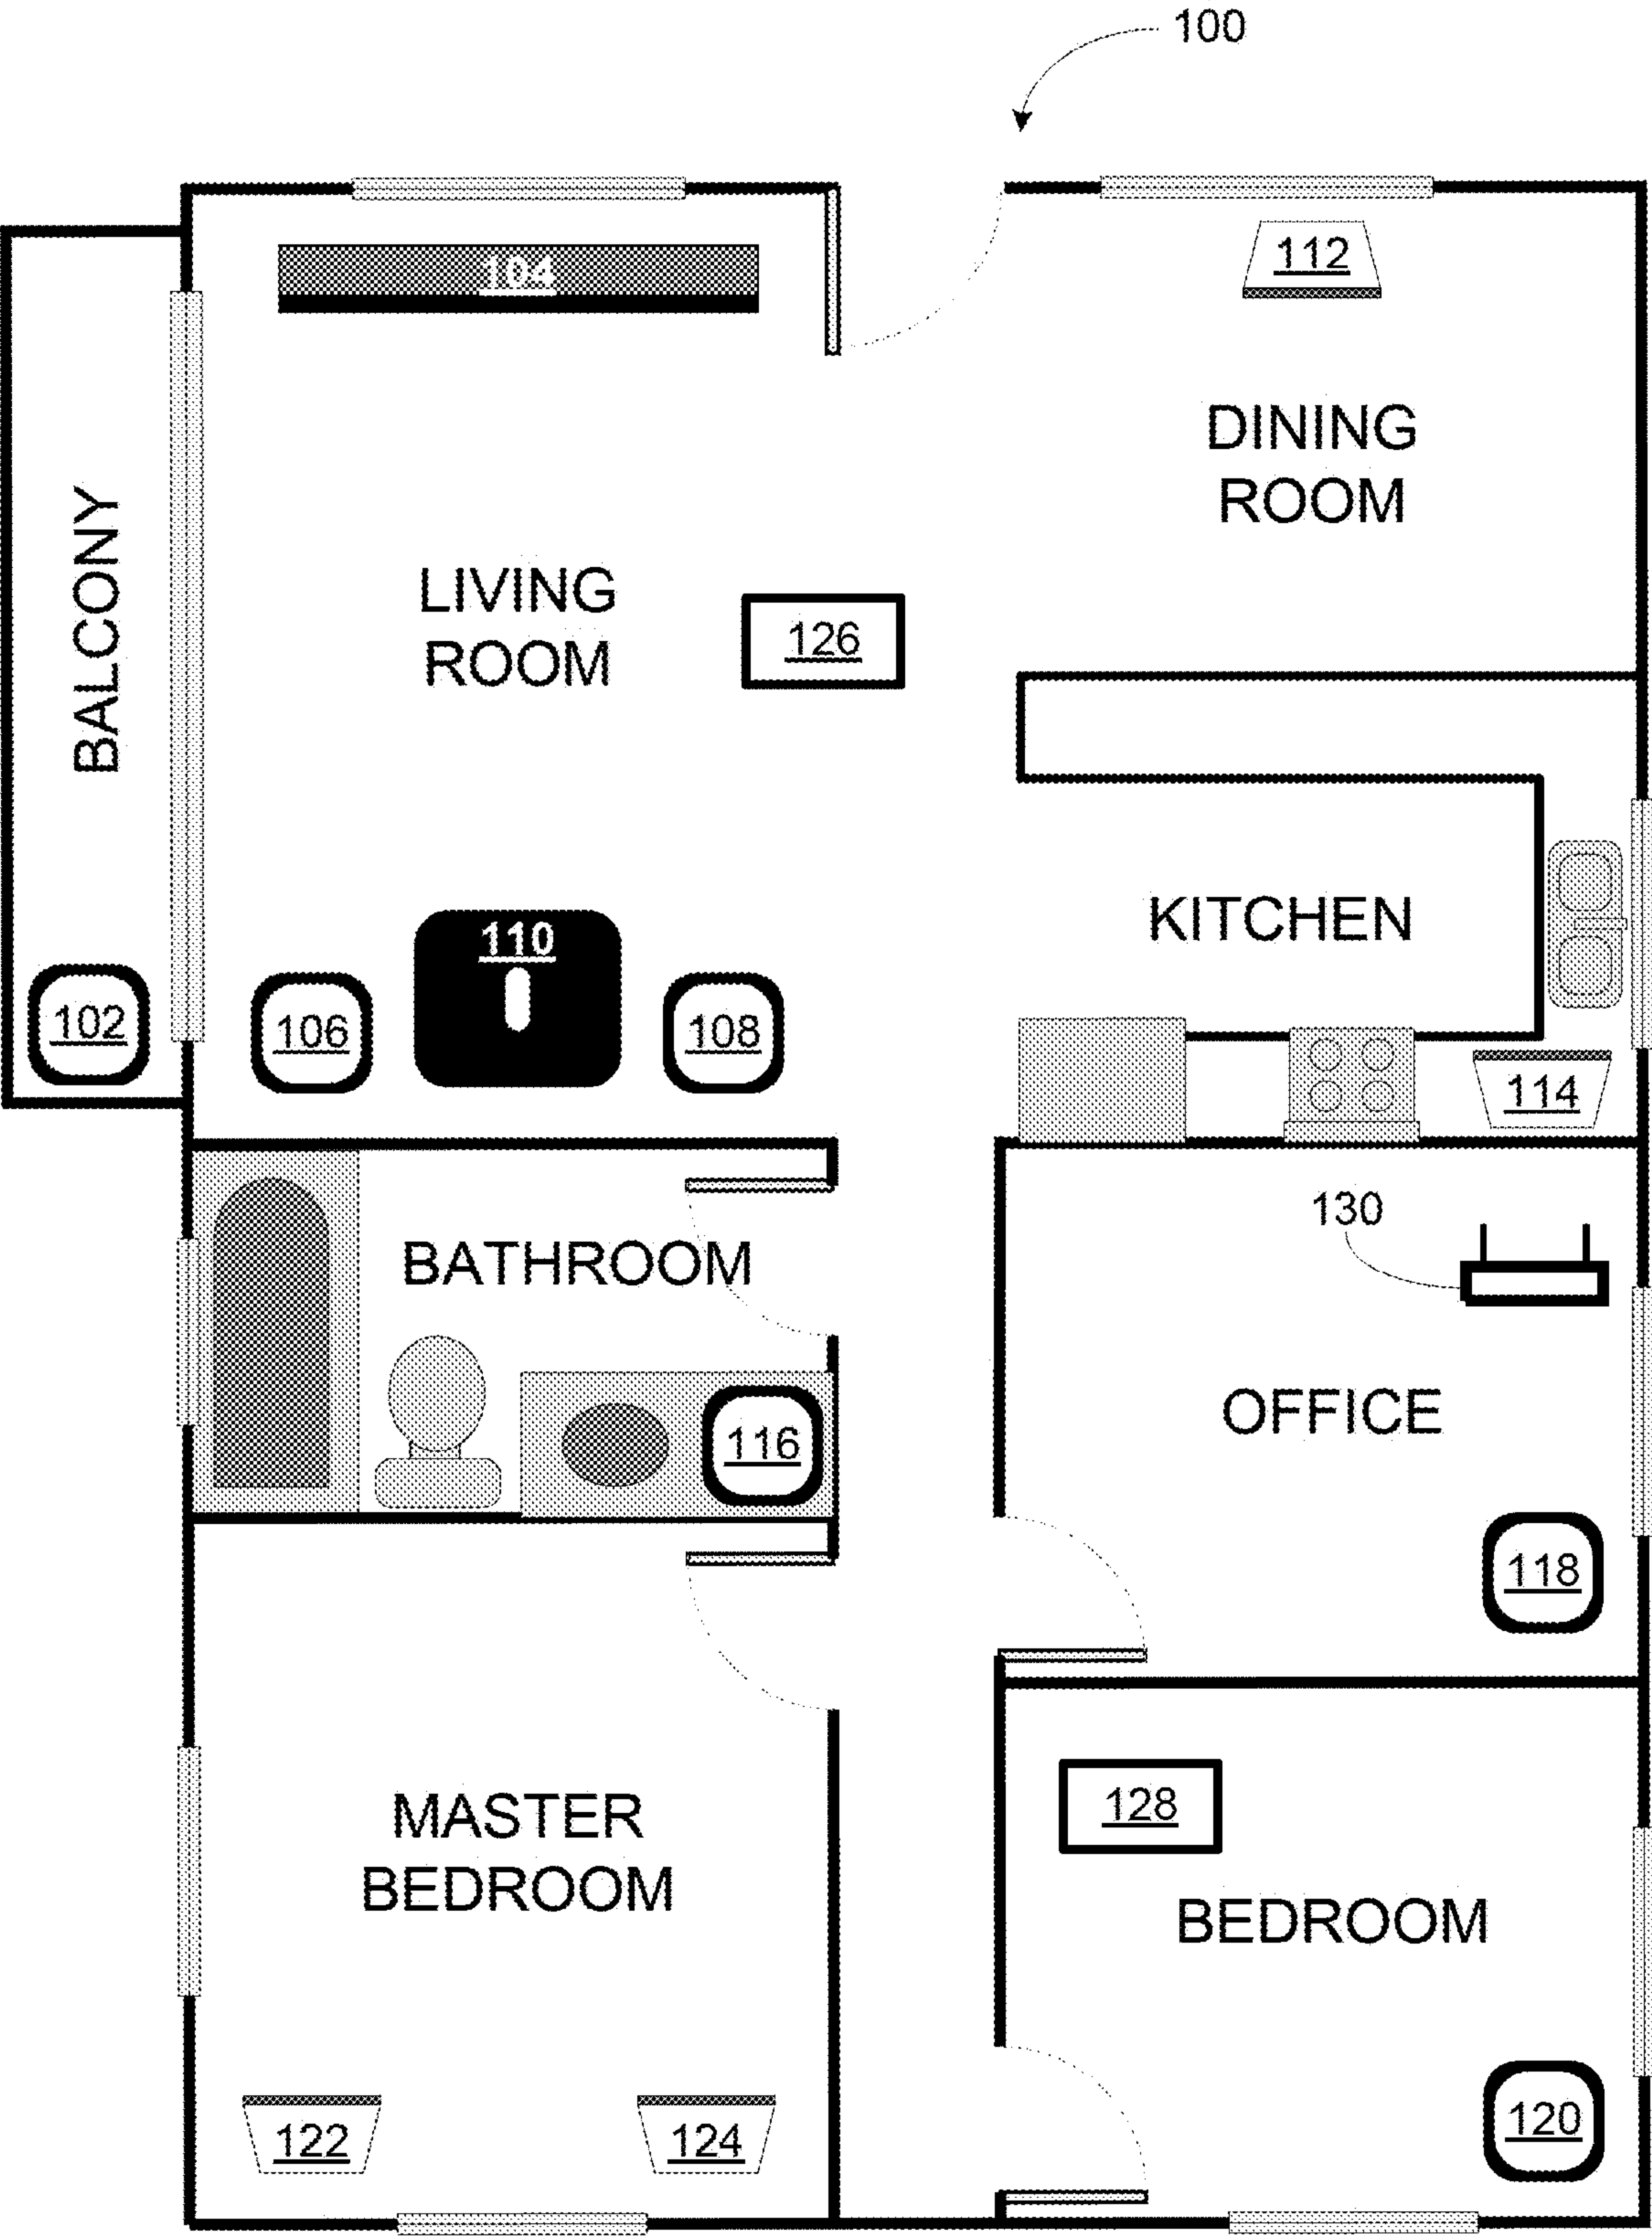 100
104
112
DINING
ROOM
BALCONY
LIVING
ROOM
126
KITCHEN
110
102
106
108
114
130
BATHROOM
OFFICE
116
118
MASTER
BEDROOM
128
BEDROOM
122
124
120